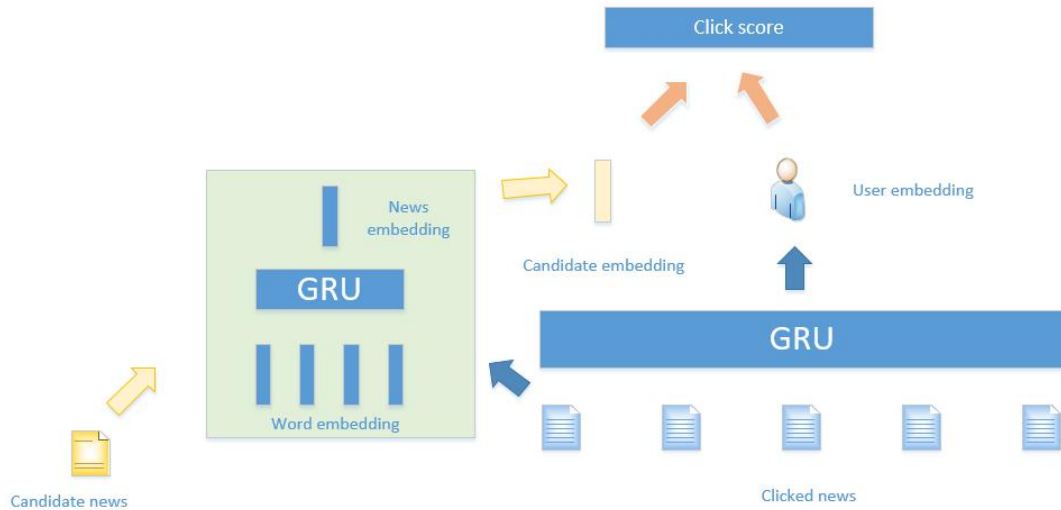 Click score
News
embedding
User embedding
Candidate embedding
GRU
GRU
Word embedding
Candidate news
Clicked news